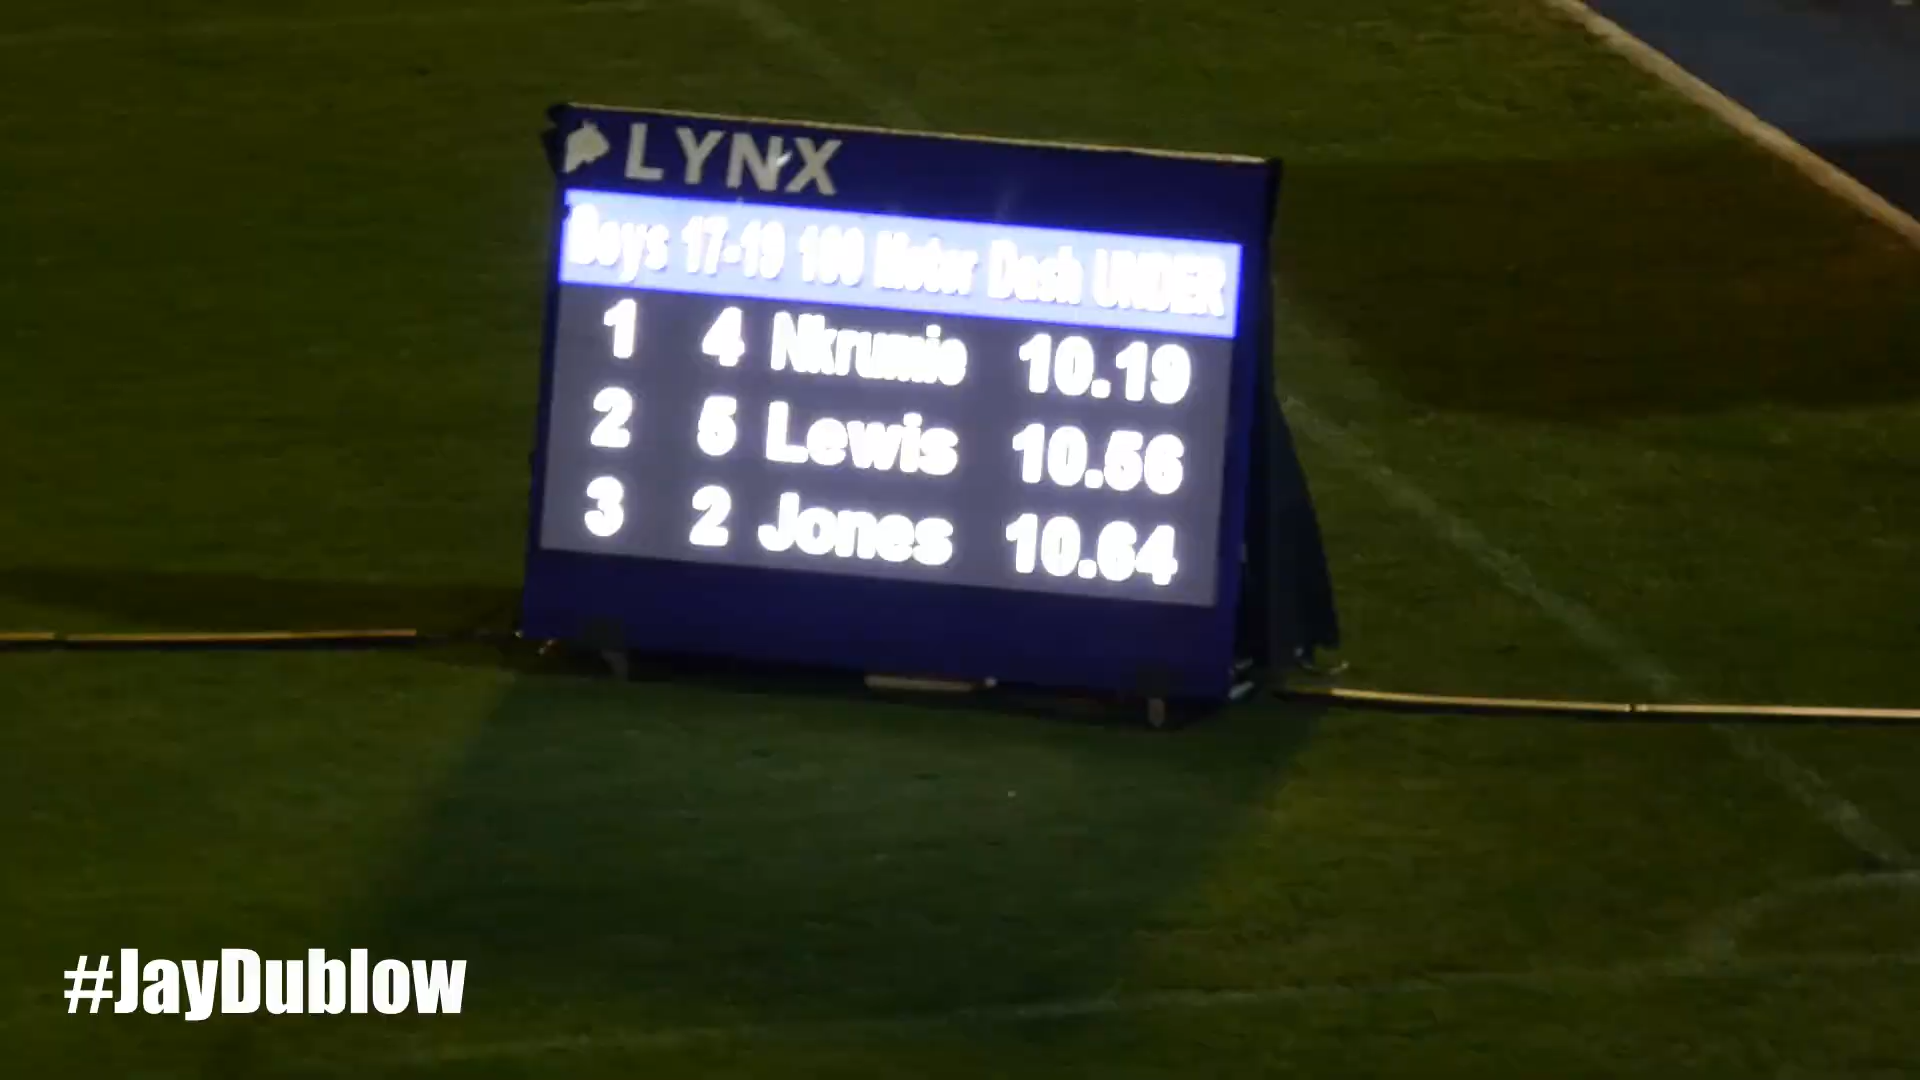 LYNX
Boys 17-19 100 Meter Dash UNDER
1 4 Nkrumie 10.19
2 5 Lewis 10.56
3 2 Jones 10.64
#JayDublow